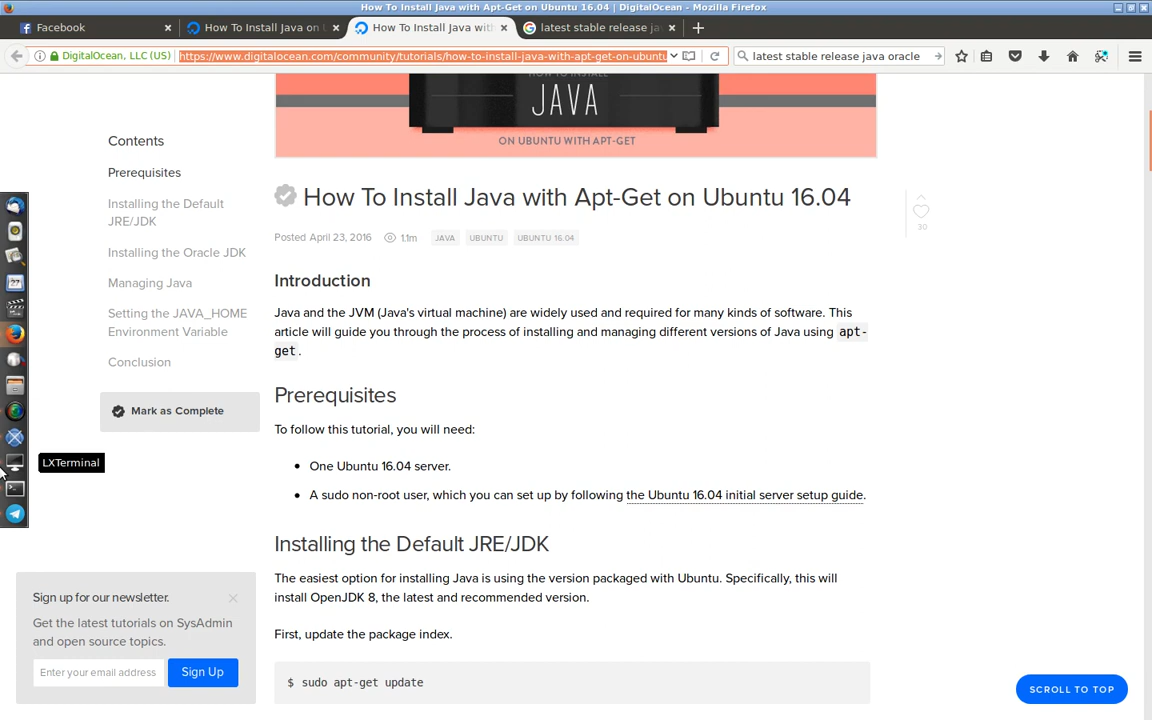 How To Install Java with Apt-Get on Ubuntu 16.04 | DigitalOcean - Mozilla Firefox
Facebook
How To Install Java on
How To Install Java with
latest stable release ja
DigitalOcean, LLC (US)
https://www.digitalocean.com/community/tutorials/how-to-install-java-with-apt-get-on-ubuntu
latest stable release java oracle
HOW TO INSTALL
JAVA
ON UBUNTU WITH APT-GET
Contents
Prerequisites
Installing the Default
JRE/JDK
Installing the Oracle JDK
Managing Java
Setting the JAVA_HOME
Environment Variable
Conclusion
Mark as Complete
27
LXTerminal
How To Install Java with Apt-Get on Ubuntu 16.04
Posted April 23, 2016
1.1m
JAVA
UBUNTU
UBUNTU 16.04
30
Introduction
Java and the JVM (Java's virtual machine) are widely used and required for many kinds of software. This
article will guide you through the process of installing and managing different versions of Java using apt-
get.
Prerequisites
To follow this tutorial, you will need:
One Ubuntu 16.04 server.
A sudo non-root user, which you can set up by following the Ubuntu 16.04 initial server setup guide.
Installing the Default JRE/JDK
The easiest option for installing Java is using the version packaged with Ubuntu. Specifically, this will
install OpenJDK 8, the latest and recommended version.
First, update the package index.
$ sudo apt-get update
Sign up for our newsletter.
Get the latest tutorials on SysAdmin
and open source topics.
Enter your email address
Sign Up
SCROLL TO TOP